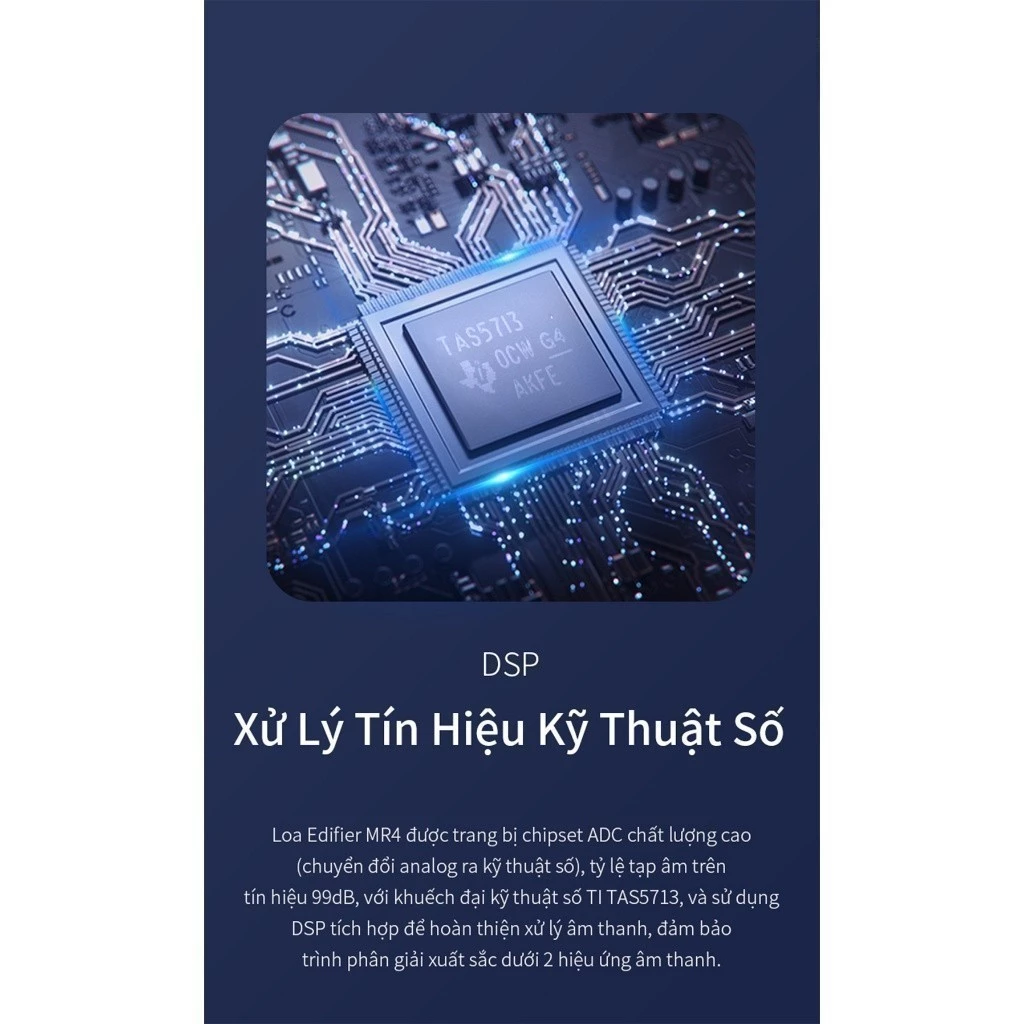 TAS5713
OCW G4
AKFE
DSP
Xử Lý Tín Hiệu Kỹ Thuật Số
Loa Edifier MR4 được trang bị chipset ADC chất lượng cao
(chuyển đổi analog ra kỹ thuật số), tỷ lệ tạp âm trên
tín hiệu 99dB, với khuếch đại kỹ thuật số TI TAS5713, và sử dụng
DSP tích hợp để hoàn thiện xử lý âm thanh, đảm bảo
trình phân giải xuất sắc dưới 2 hiệu ứng âm thanh.